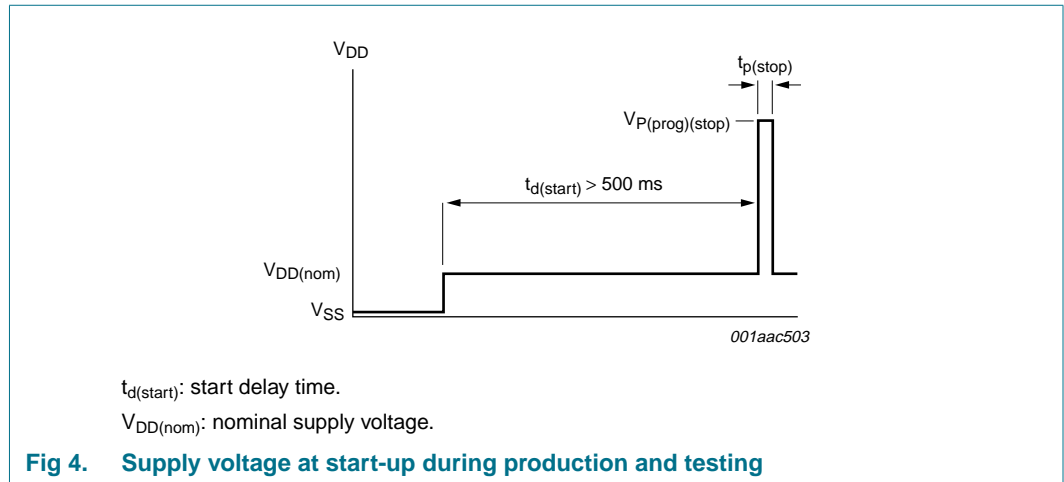 VDD
tp(stop)
VP(prog)(stop)
td(start) > 500 ms
VDD(nom)
VSS
001aac503
td(start): start delay time.
VDD(nom): nominal supply voltage.
Fig 4. Supply voltage at start-up during production and testing